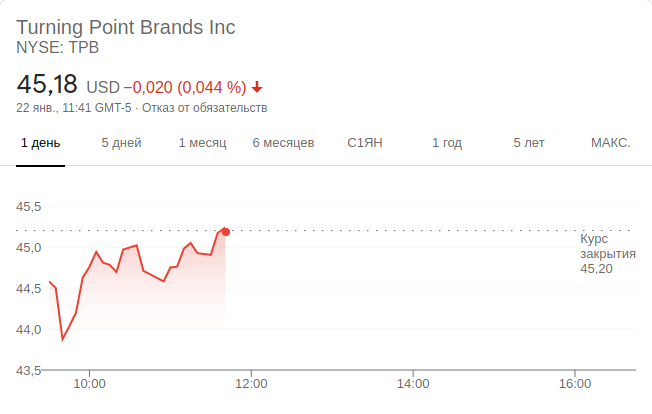 Turning Point Brands Inc
NYSE: TPB
45,18 USD −0,020 (0,044 %)
22 янв., 11:41 GMT-5 · Отказ от обязательств
1 день 5 дней 1 месяц 6 месяцев С1ЯН 1 год 5 лет МАКС.
45,5
45,0
44,5
44,0
43,5
Курс
закрытия
45,20
10:00 12:00 14:00 16:00